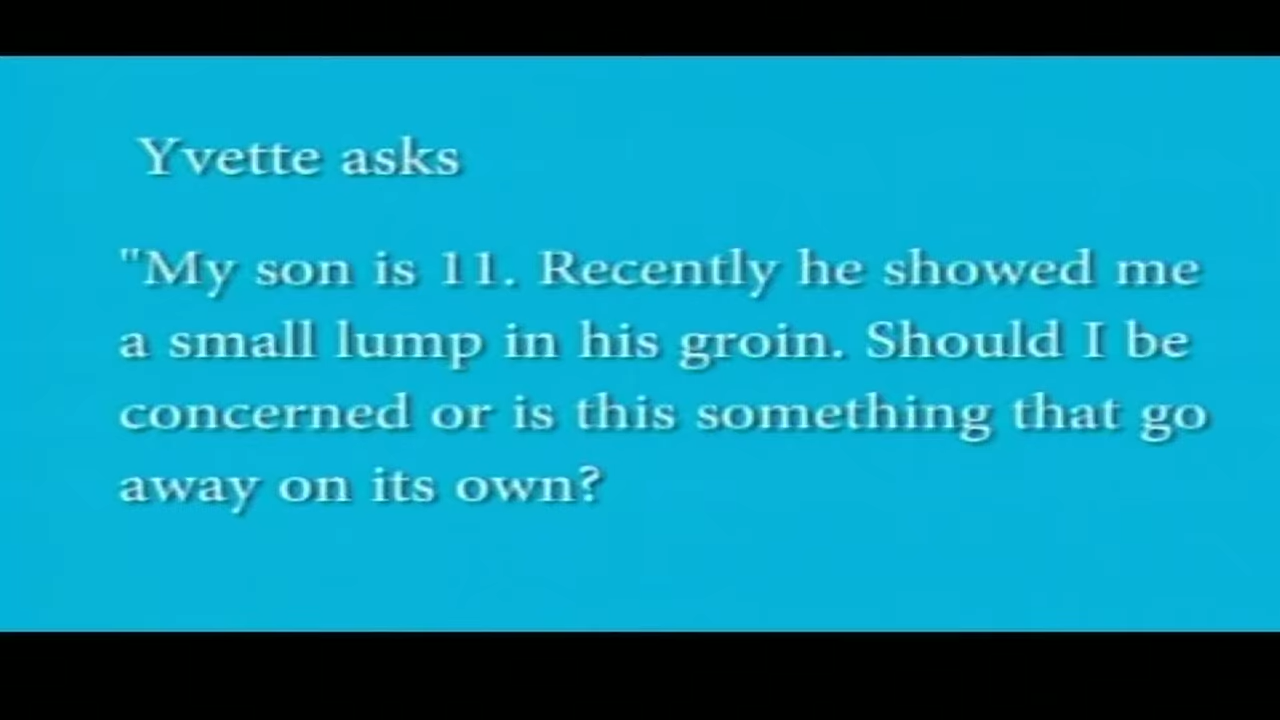 Yvette asks
"My son is 11. Recently he showed me
a small lump in his groin. Should I be
concerned or is this something that go
away on its own?